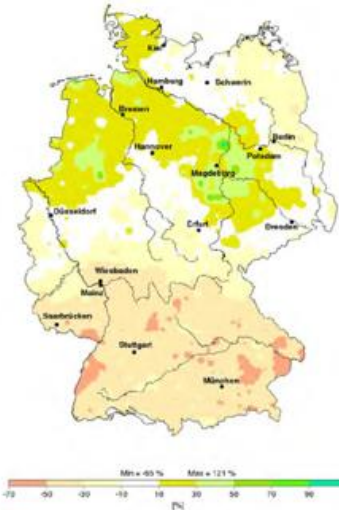 Kiel
Hamburg
Schwerin
Bremen
Berlin
Hannover
Potsdam
Magdeburg
Düsseldorf
Erfurt
Dresden
Wiesbaden
Mainz
Saarbrücken
Stuttgart
München
Min = -65 % Max = 121 %
-70 -50 -30 -10 10 30 50 70 90 110
[%]